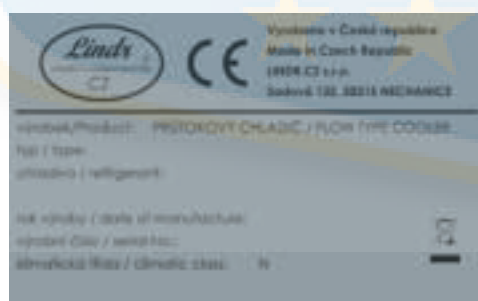 Lindr
CZ
CE
Vyrobeno v České republice
Made in Czech Republic
LINDR.CZ s.r.o.
Sadová 132, 50315 NECHANICE
výrobek/Product: PRŮTOKOVÝ CHLADIČ / FLOW TYPE COOLER
typ / type:
chladivo / refrigerant:
rok výroby / date of manufacture:
výrobní číslo / serial no.:
klimatická třída / climatic class: N